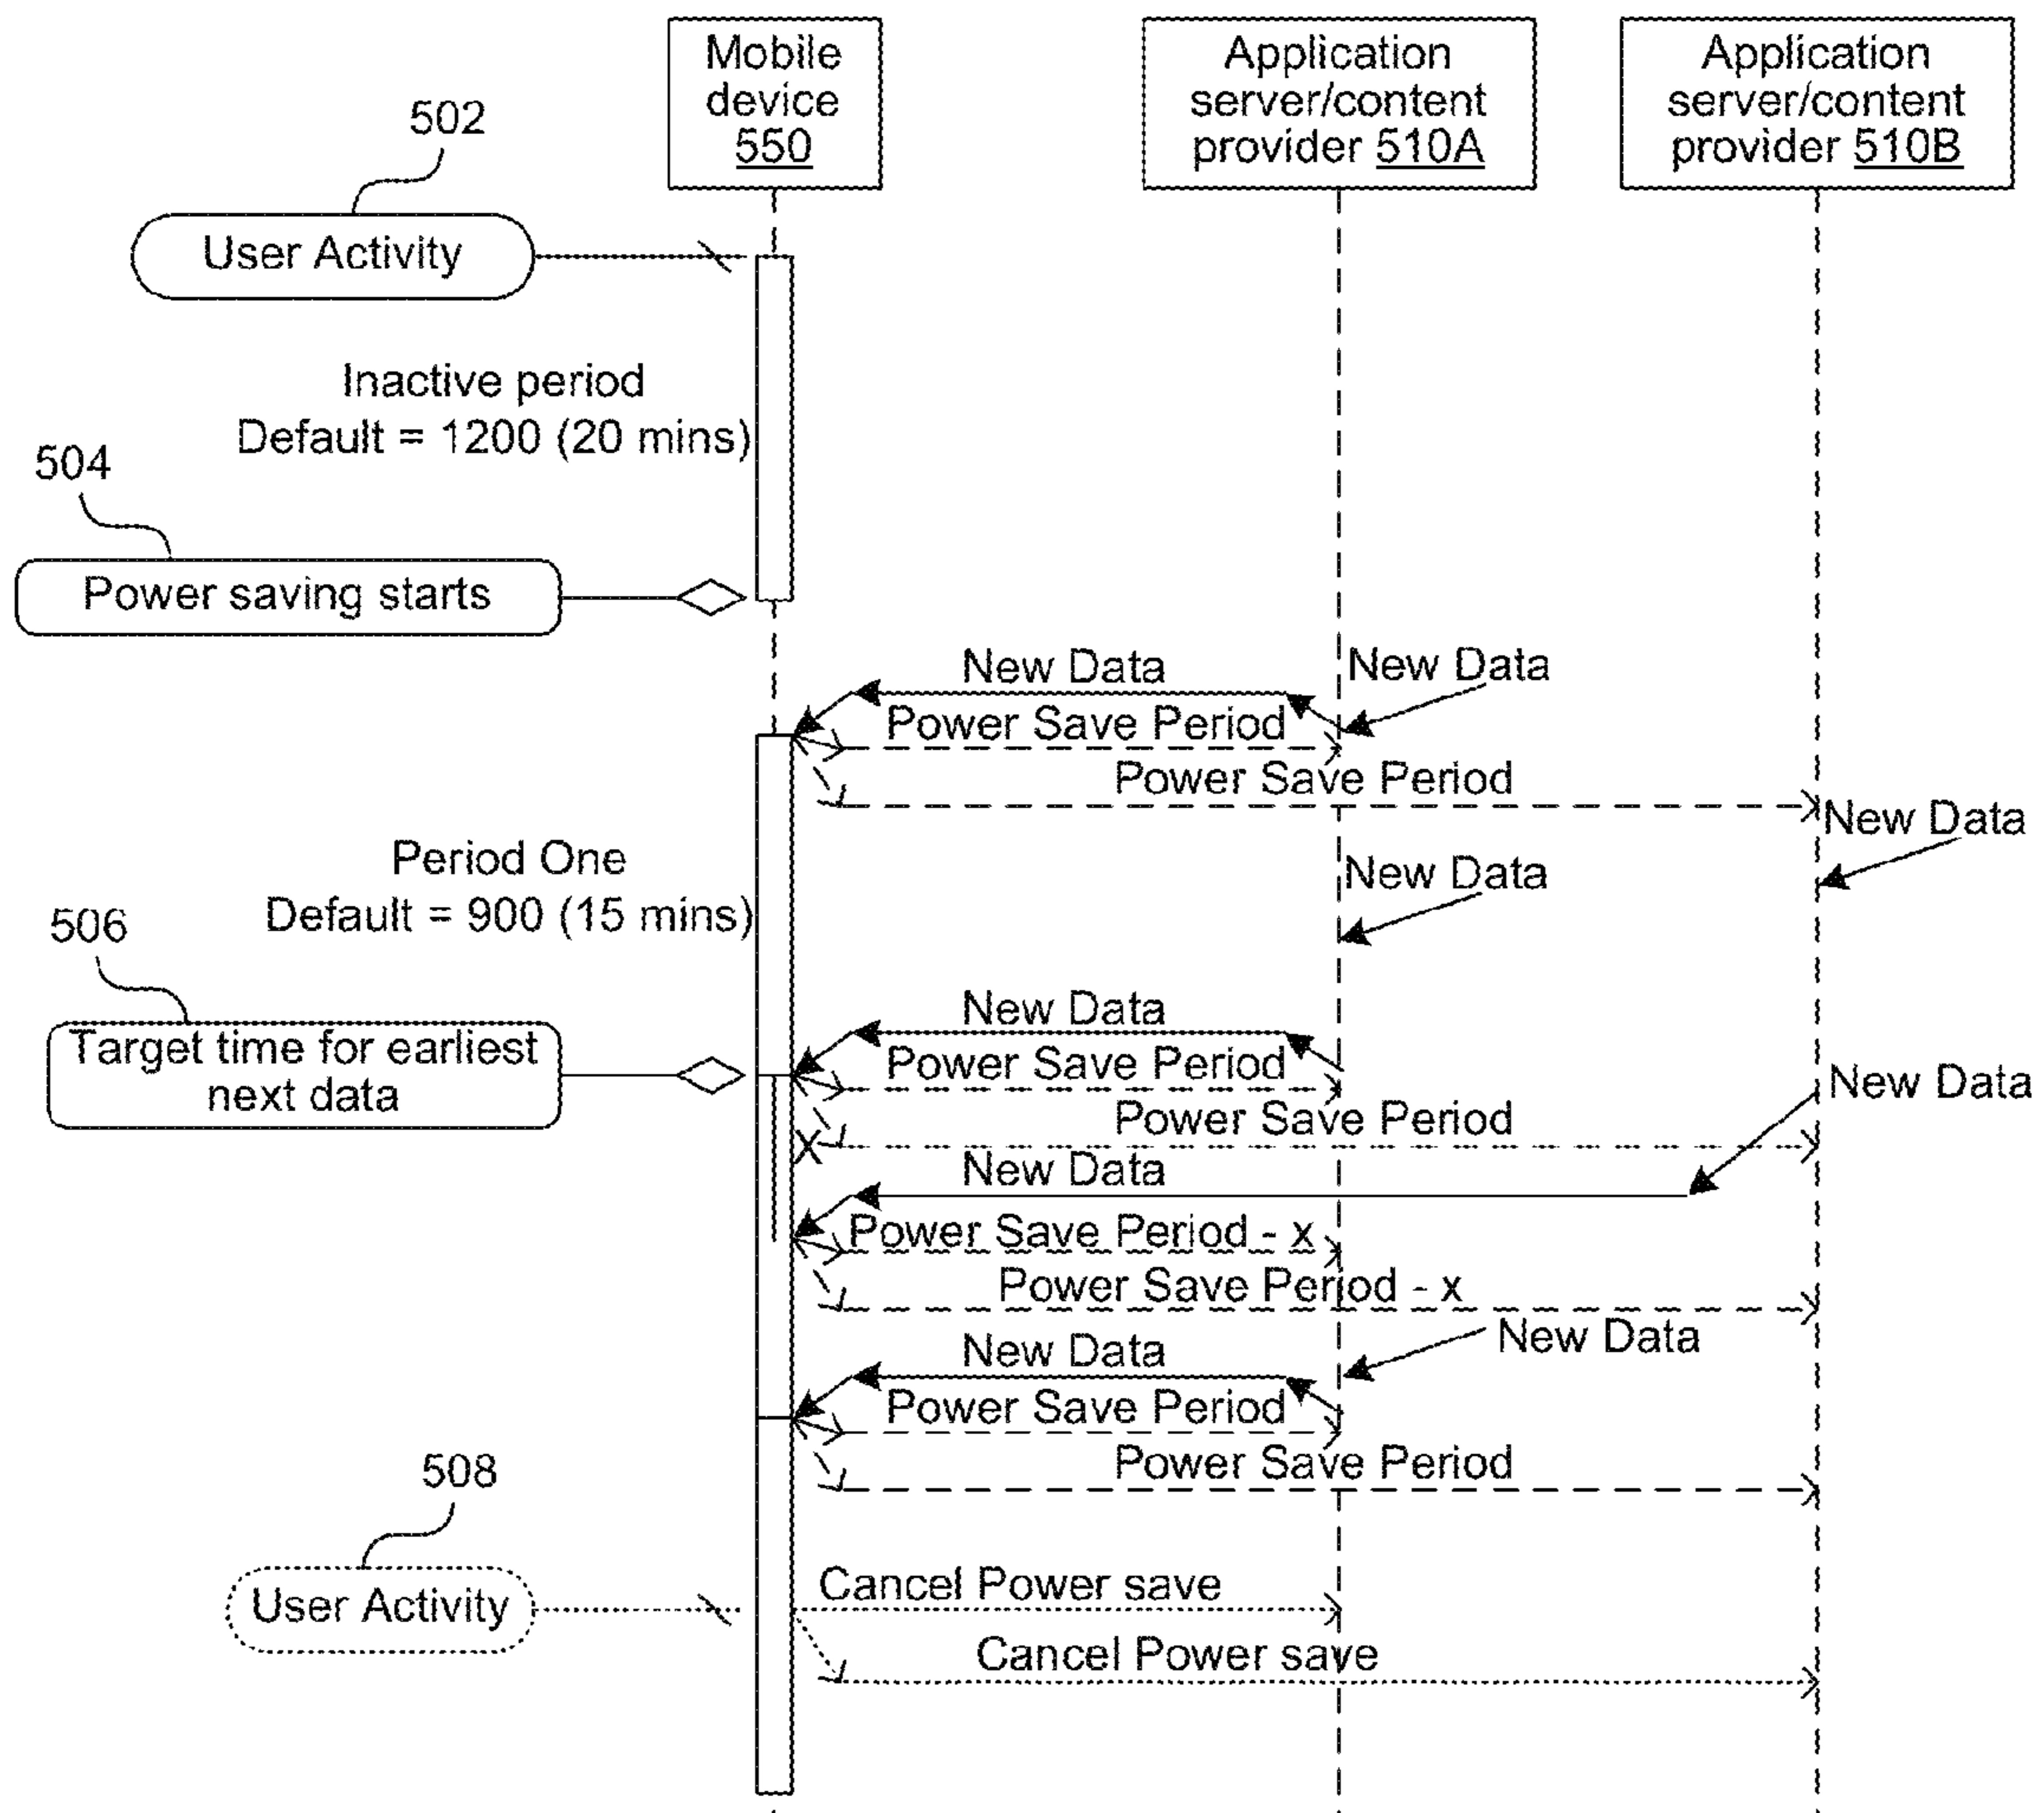 Mobile
device
550
Application
server/content
provider 510A
Application
server/content
provider 510B
502
User Activity
Inactive period
Default = 1200 (20 mins)
504
Power saving starts
New Data
New Data
Power Save Period
Power Save Period
New Data
Period One
Default = 900 (15 mins)
New Data
506
Target time for earliest
next data
New Data
Power Save Period
New Data
Power Save Period
X
New Data
Power Save Period - x
Power Save Period - x
New Data
New Data
Power Save Period
Power Save Period
508
User Activity
Cancel Power save
Cancel Power save